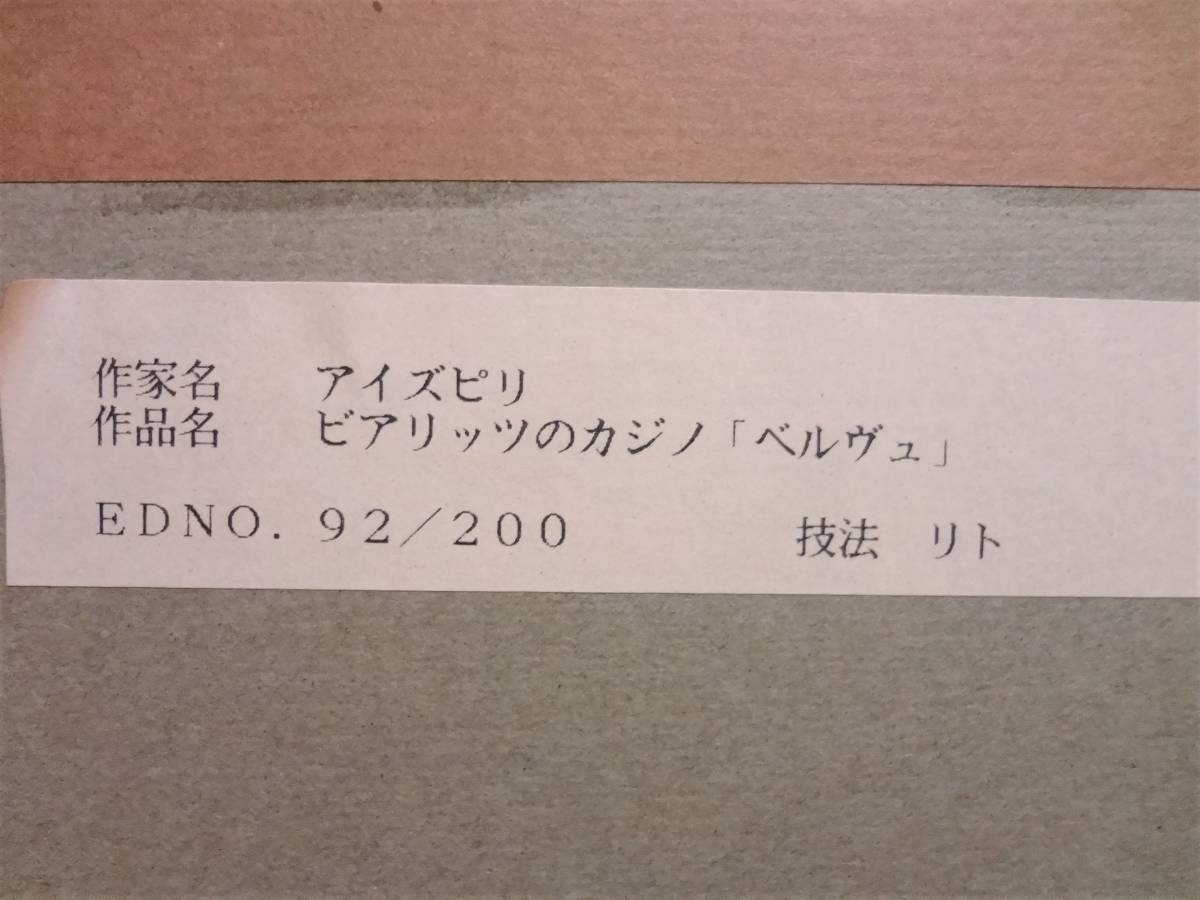 作家名　　アイズピリ
作品名　　ビアリッツのカジノ「ベルヴュ」
ＥＤＮＯ．９２／２００　　　　　技法　リト